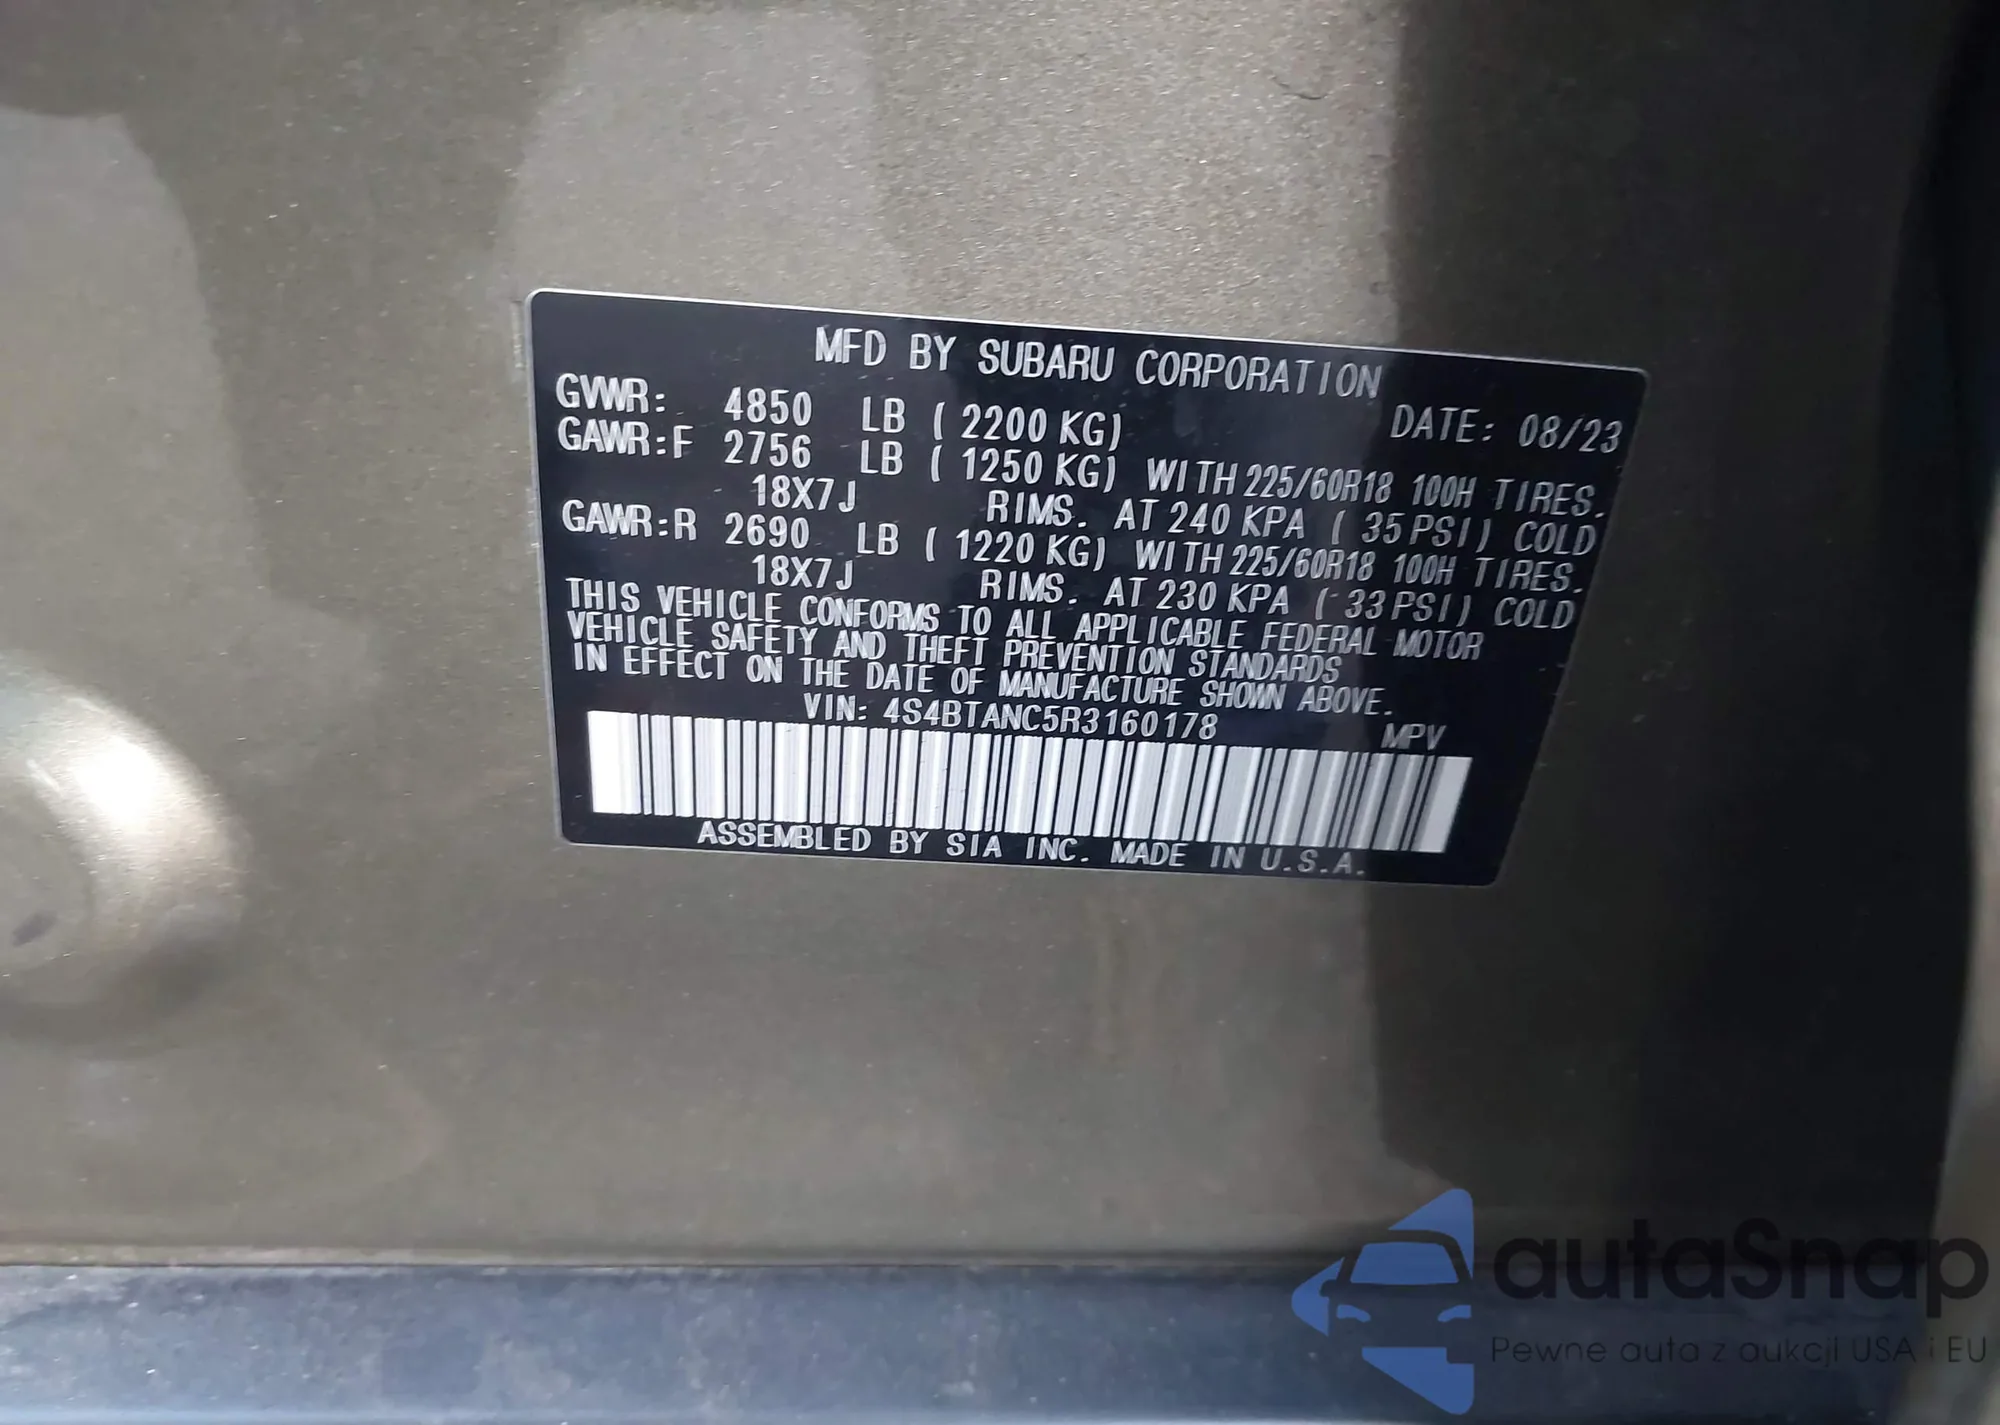 MFD BY SUBARU CORPORATION
GVWR: 4850 LB ( 2200 KG) DATE: 08/23
GAWR:F 2756 LB ( 1250 KG) WITH 225/60R18 100H TIRES.
18X7J RIMS. AT 240 KPA ( 35 PSI) COLD
GAWR:R 2690 LB ( 1220 KG) WITH 225/60R18 100H TIRES.
18X7J RIMS. AT 230 KPA ( 33 PSI) COLD
THIS VEHICLE CONFORMS TO ALL APPLICABLE FEDERAL MOTOR
VEHICLE SAFETY AND THEFT PREVENTION STANDARDS
IN EFFECT ON THE DATE OF MANUFACTURE SHOWN ABOVE.
VIN: 4S4BTANC5R3160178 MPV
ASSEMBLED BY SIA INC. MADE IN U.S.A.
autaSnap
Pewne auta z aukcji USA i EU